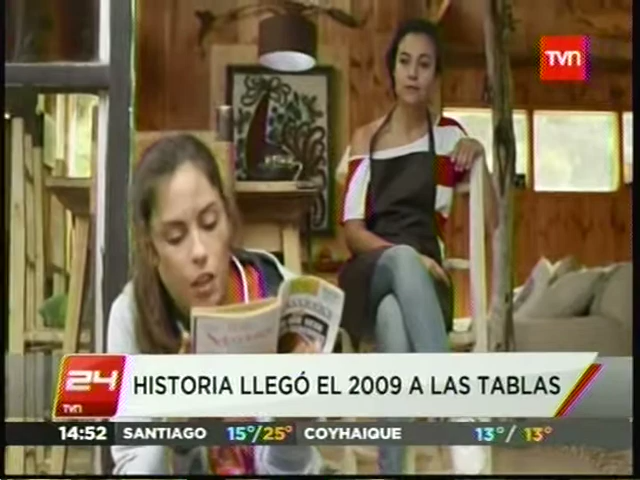 TVN
24
TVN
HISTORIA LLEGÓ EL 2009 A LAS TABLAS
14:52 SANTIAGO 15°/25° COYHAIQUE 13°/ 13°